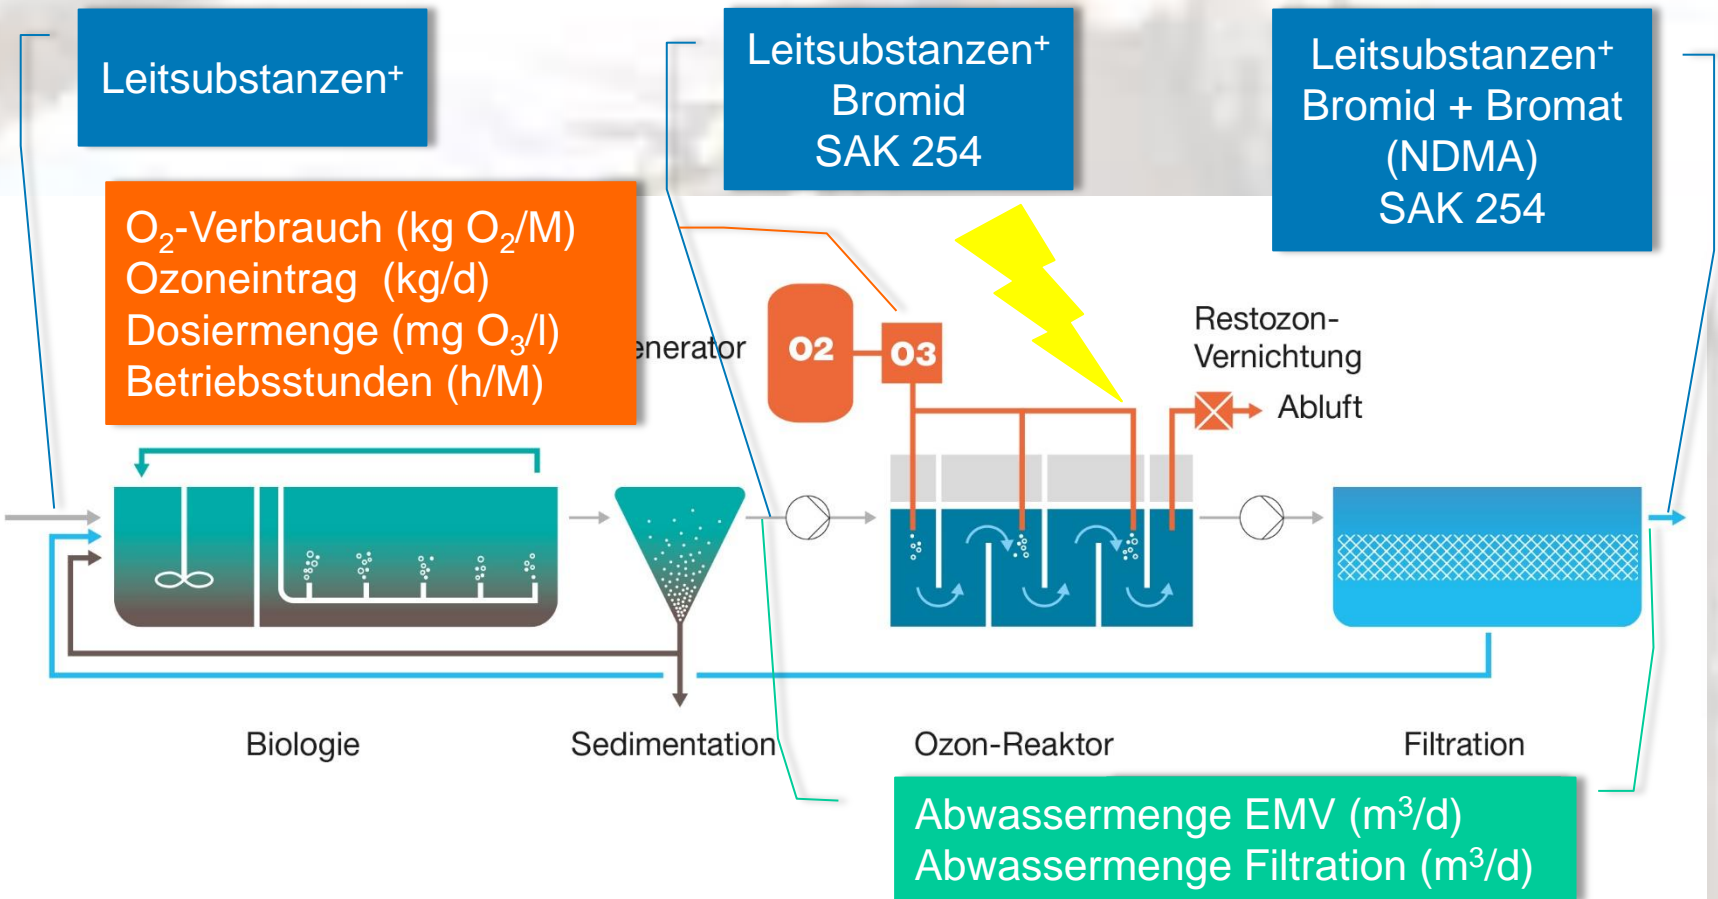 Leitsubstanzen⁺
Leitsubstanzen⁺
Bromid
SAK 254
Leitsubstanzen⁺
Bromid + Bromat
(NDMA)
SAK 254
O₂-Verbrauch (kg O₂/M)
Ozoneintrag (kg/d)
Dosiermenge (mg O₃/l)
Betriebsstunden (h/M)
enerator
O2
O3
Restozon-
Vernichtung
Abluft
Biologie
Sedimentation
Ozon-Reaktor
Filtration
Abwassermenge EMV (m³/d)
Abwassermenge Filtration (m³/d)